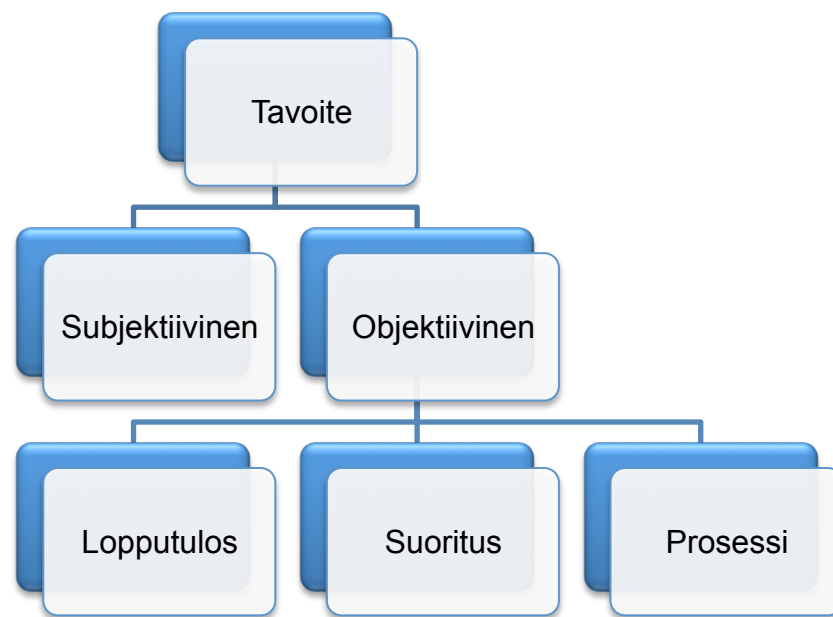 Tavoite
Subjektiivinen
Objektiivinen
Lopputulos
Suoritus
Prosessi